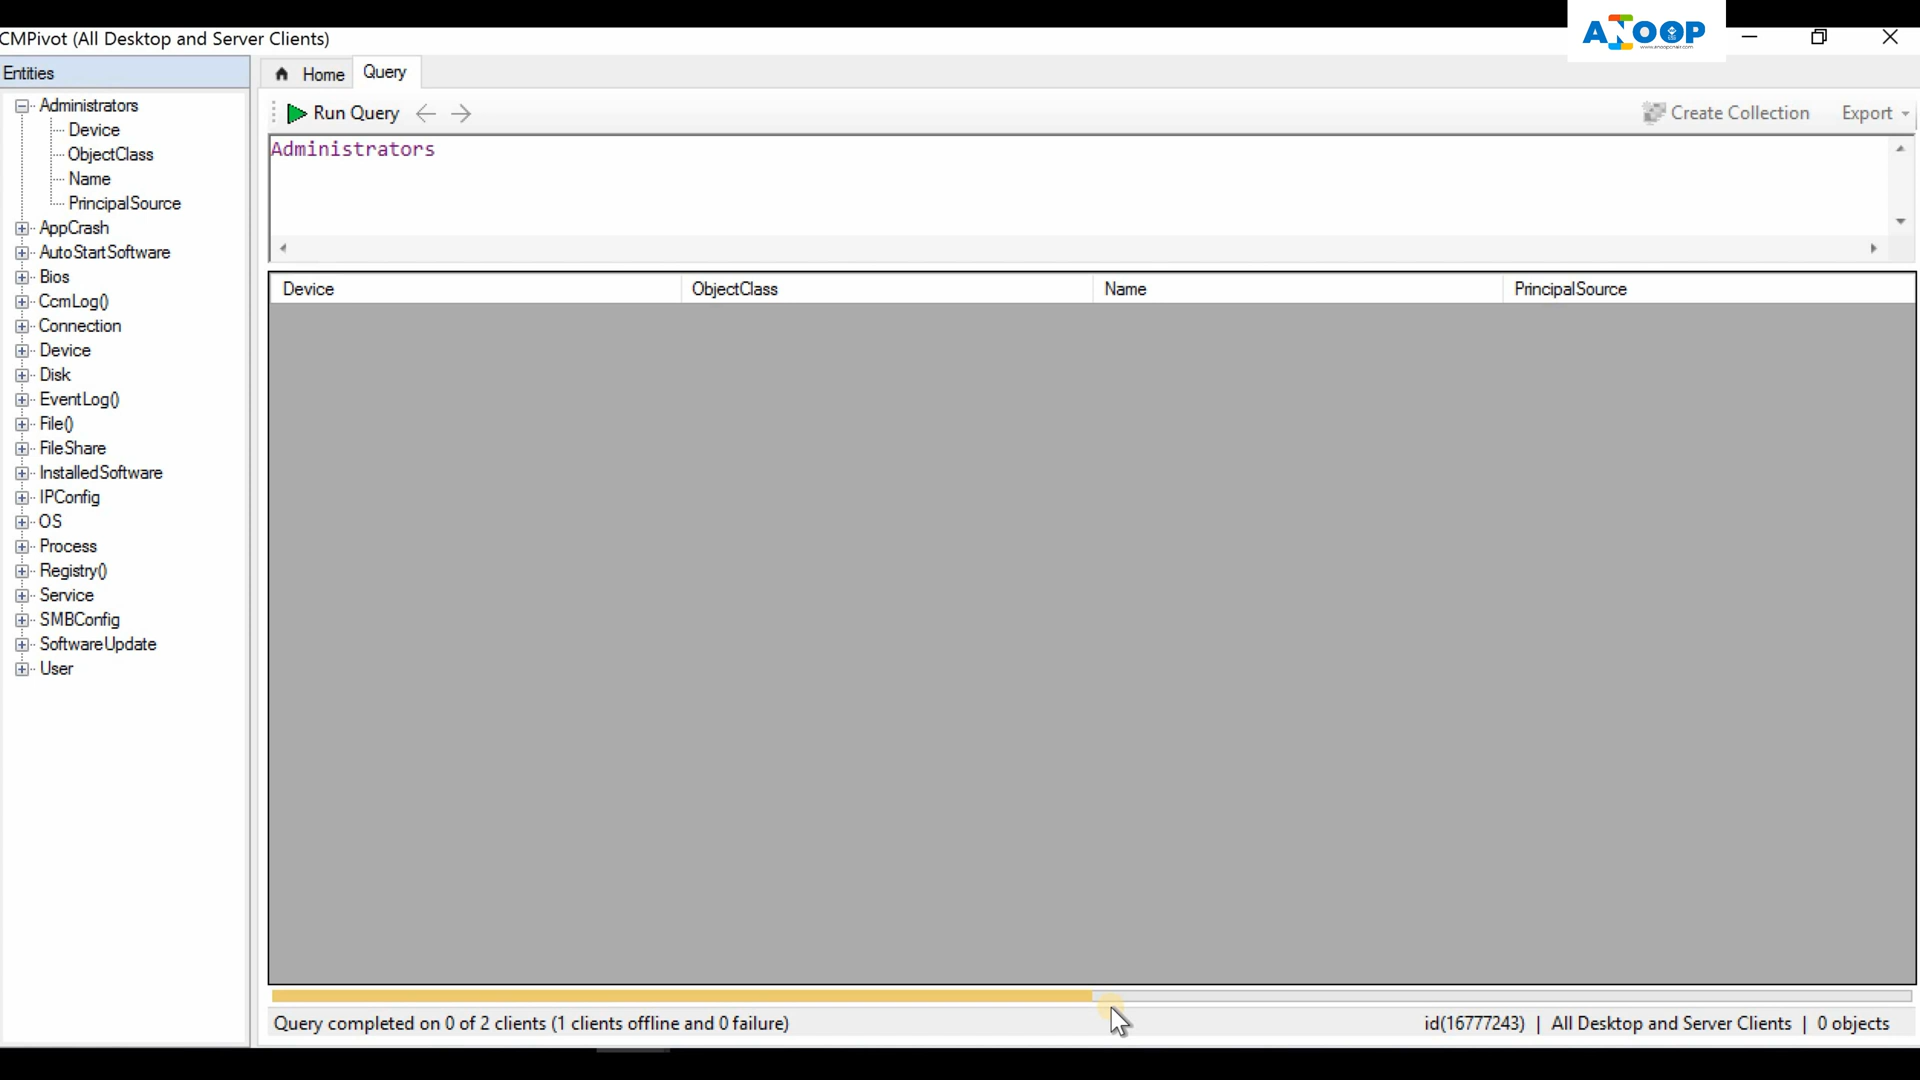 ANOOP
www.anoopcnair.com
CMPivot (All Desktop and Server Clients)
Entities
Home Query
Run Query
Create Collection Export
Administrators
Device
ObjectClass
Name
PrincipalSource
AppCrash
AutoStartSoftware
Bios
CcmLog()
Connection
Device
Disk
EventLog()
File()
FileShare
InstalledSoftware
IPConfig
OS
Process
Registry()
Service
SMBConfig
SoftwareUpdate
User
Administrators
Device ObjectClass Name PrincipalSource
Query completed on 0 of 2 clients (1 clients offline and 0 failure)
id(16777243) | All Desktop and Server Clients | 0 objects